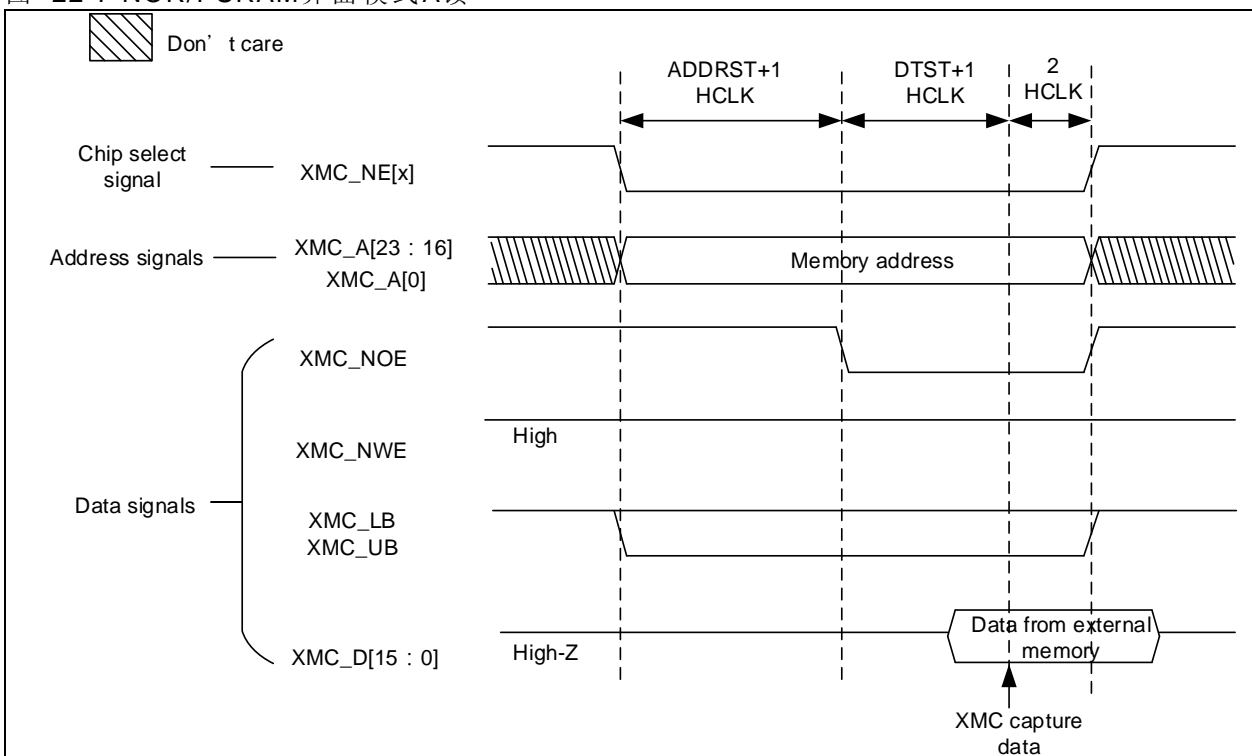 Don't care
ADDRST+1
HCLK
DTST+1
HCLK
2
HCLK
Chip select
signal
XMC_NE[x]
Address signals
XMC_A[23 : 16]
XMC_A[0]
Memory address
XMC_NOE
High
XMC_NWE
Data signals
XMC_LB
XMC_UB
XMC_D[15 : 0]
High-Z
Data from external
memory
XMC capture
data